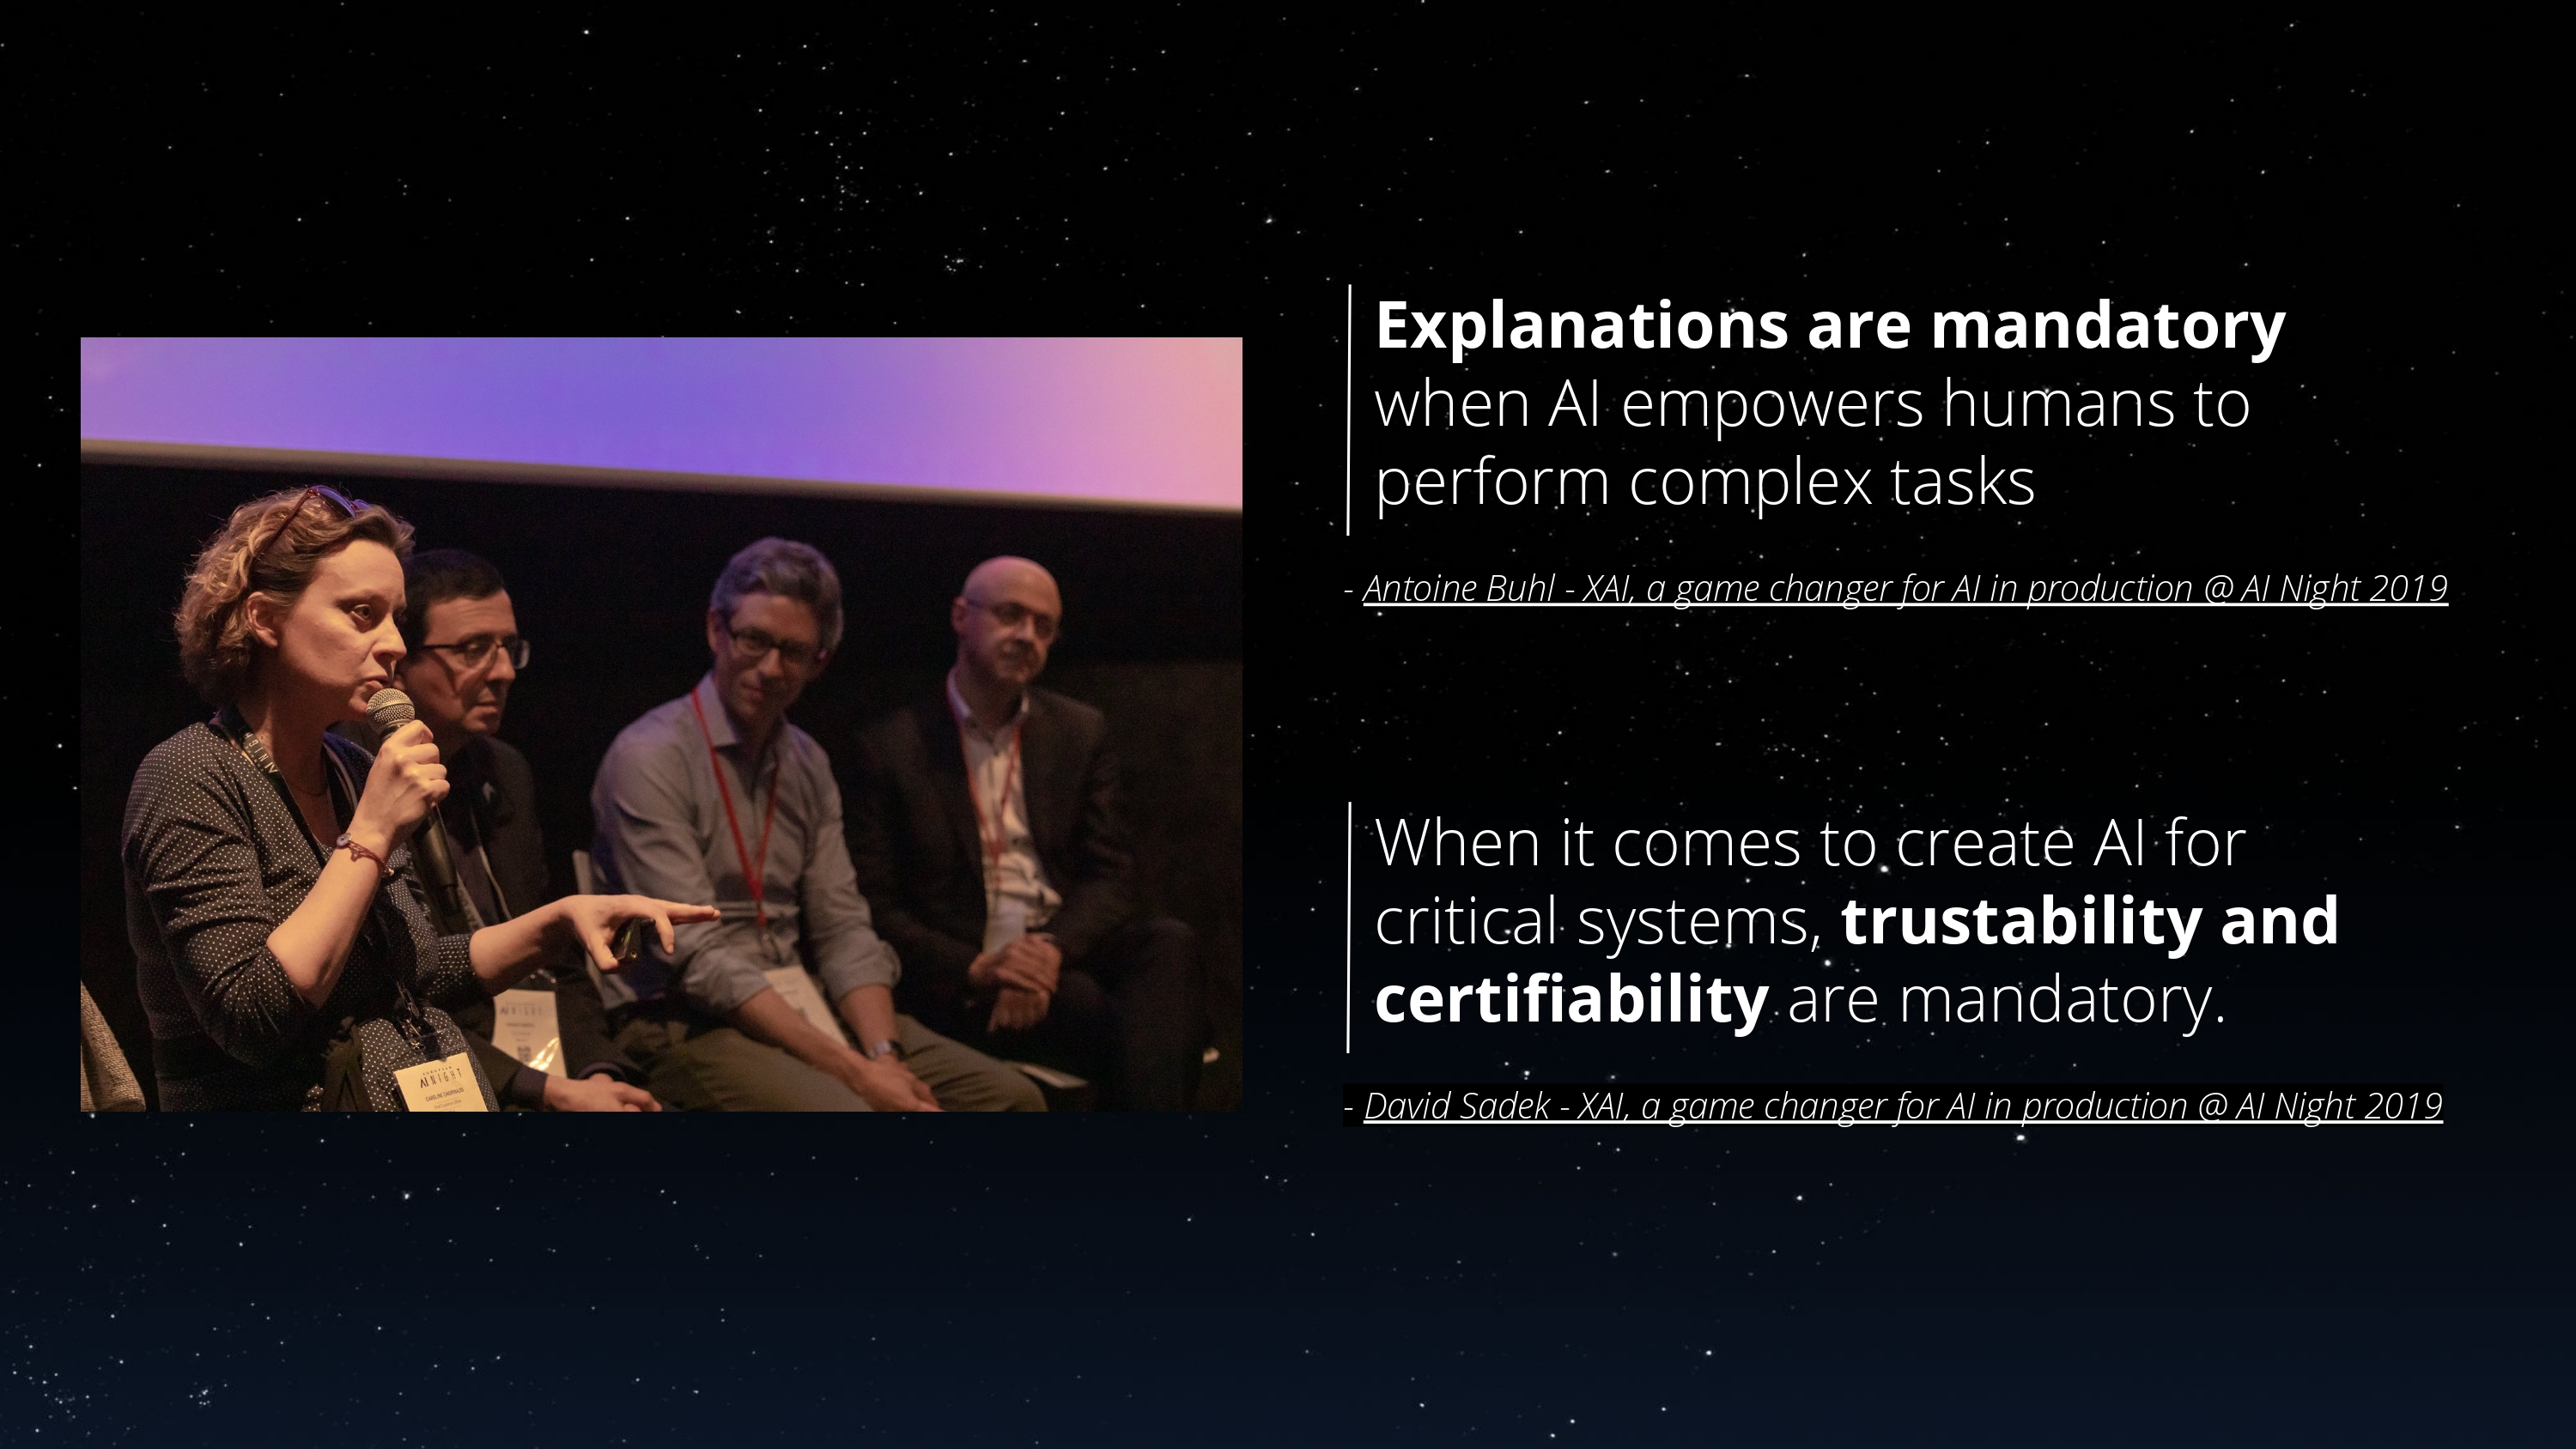 Explanations are mandatory
when AI empowers humans to
perform complex tasks
- Antoine Buhl - XAI, a game changer for AI in production @ AI Night 2019
When it comes to create AI for
critical systems, trustability and
certifiability are mandatory.
- David Sadek - XAI, a game changer for AI in production @ AI Night 2019
AI NIGHT